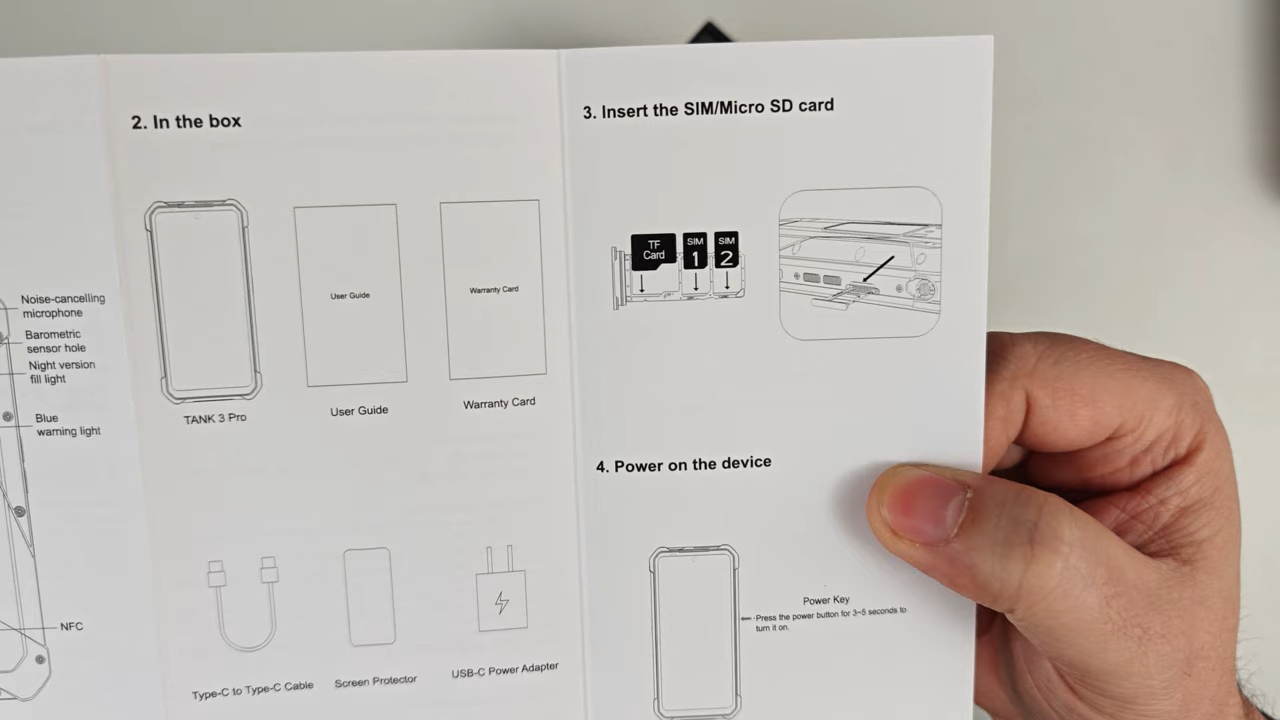 Noise-cancelling
microphone
Barometric
sensor hole
Night version
fill light
Blue
warning light
NFC
2. In the box
User Guide
Warranty Card
TANK 3 Pro
User Guide
Warranty Card
Type-C to Type-C Cable
Screen Protector
USB-C Power Adapter
3. Insert the SIM/Micro SD card
TF
Card
SIM
1
SIM
2
4. Power on the device
Power Key
Press the power button for 3~5 seconds to
turn it on.